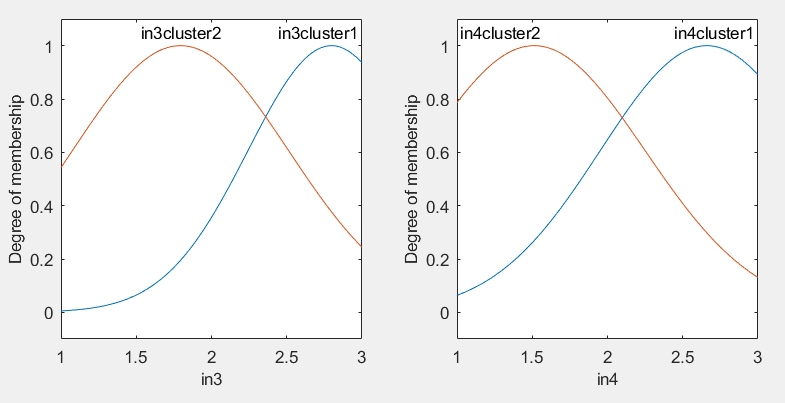 in3cluster2 in3cluster1
Degree of membership
1
0.8
0.6
0.4
0.2
0
1 1.5 2 2.5 3
in3
in4cluster2 in4cluster1
Degree of membership
1
0.8
0.6
0.4
0.2
0
1 1.5 2 2.5 3
in4